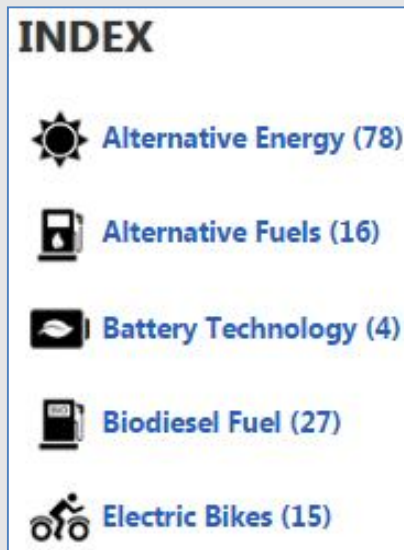 INDEX
Alternative Energy (78)
Alternative Fuels (16)
Battery Technology (4)
Biodiesel Fuel (27)
Electric Bikes (15)